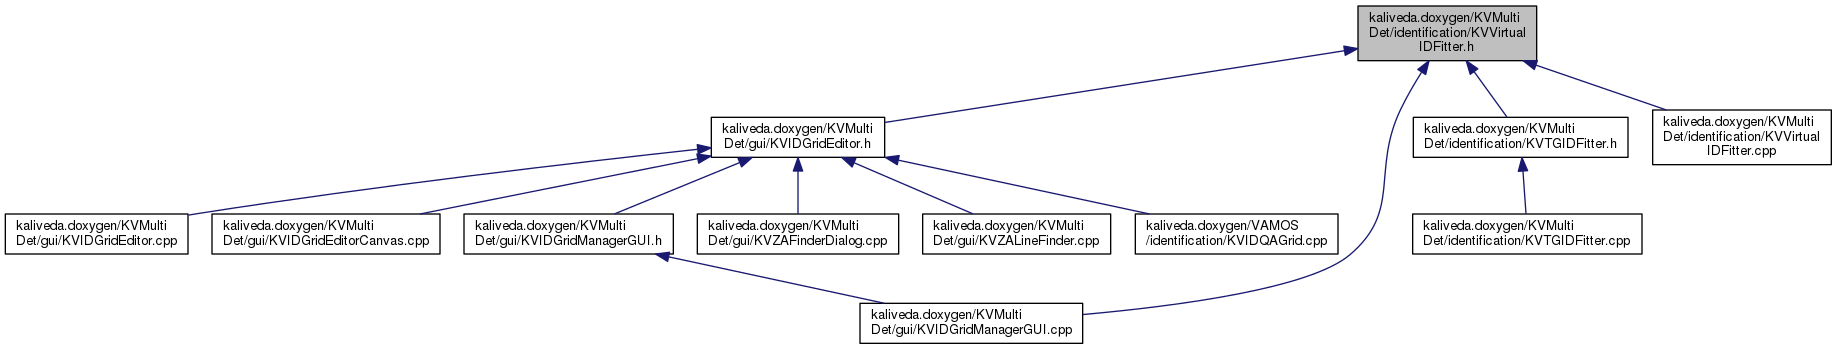 kaliveda.doxygen/KVMulti
Det/identification/KVVirtual
IDFitter.h
kaliveda.doxygen/KVMulti
Det/gui/KVIDGridEditor.h
kaliveda.doxygen/KVMulti
Det/identification/KVTGIDFitter.h
kaliveda.doxygen/KVMulti
Det/identification/KVVirtual
IDFitter.cpp
kaliveda.doxygen/KVMulti
Det/gui/KVIDGridEditor.cpp
kaliveda.doxygen/KVMulti
Det/gui/KVIDGridEditorCanvas.cpp
kaliveda.doxygen/KVMulti
Det/gui/KVIDGridManagerGUI.h
kaliveda.doxygen/KVMulti
Det/gui/KVZAFinderDialog.cpp
kaliveda.doxygen/KVMulti
Det/gui/KVZALineFinder.cpp
kaliveda.doxygen/VAMOS
/identification/KVIDQAGrid.cpp
kaliveda.doxygen/KVMulti
Det/identification/KVTGIDFitter.cpp
kaliveda.doxygen/KVMulti
Det/gui/KVIDGridManagerGUI.cpp